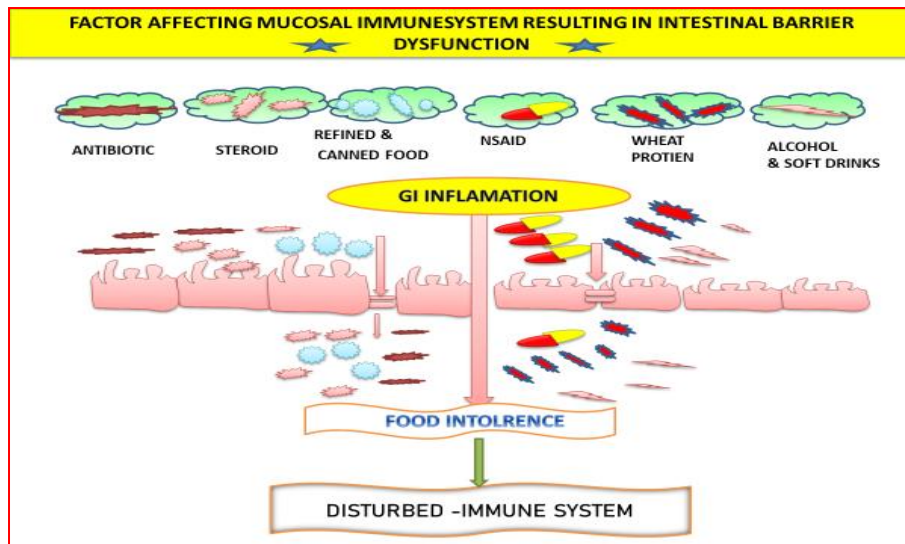 FACTOR AFFECTING MUCOSAL IMMUNESYSTEM RESULTING IN INTESTINAL BARRIER
DYSFUNCTION
ANTIBIOTIC
STEROID
REFINED &
CANNED FOOD
NSAID
WHEAT
PROTIEN
ALCOHOL
& SOFT DRINKS
GI INFLAMATION
FOOD INTOLRENCE
DISTURBED -IMMUNE SYSTEM